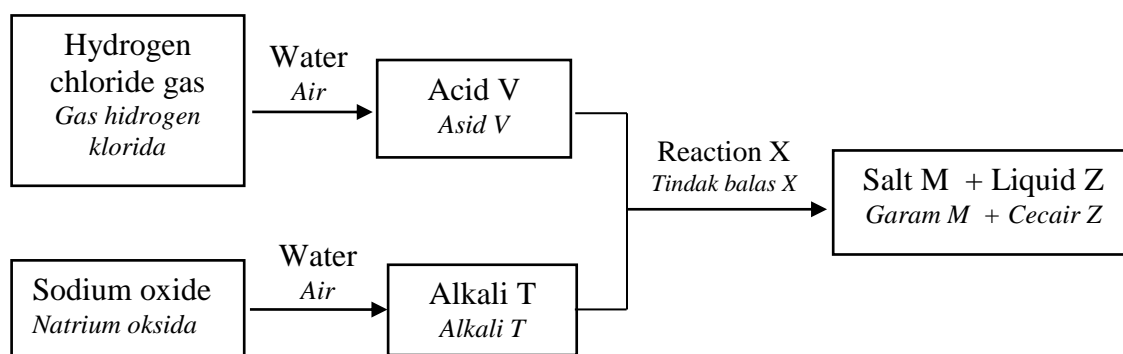 Hydrogen
chloride gas
Gas hidrogen
klorida
Water
Air
Acid V
Asid V
Reaction X
Tindak balas X
Salt M + Liquid Z
Garam M + Cecair Z
Sodium oxide
Natrium oksida
Water
Air
Alkali T
Alkali T